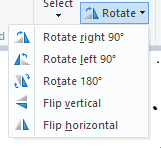 Select
Rotate
Rotate right 90°
Rotate left 90°
Rotate 180°
Flip vertical
Flip horizontal